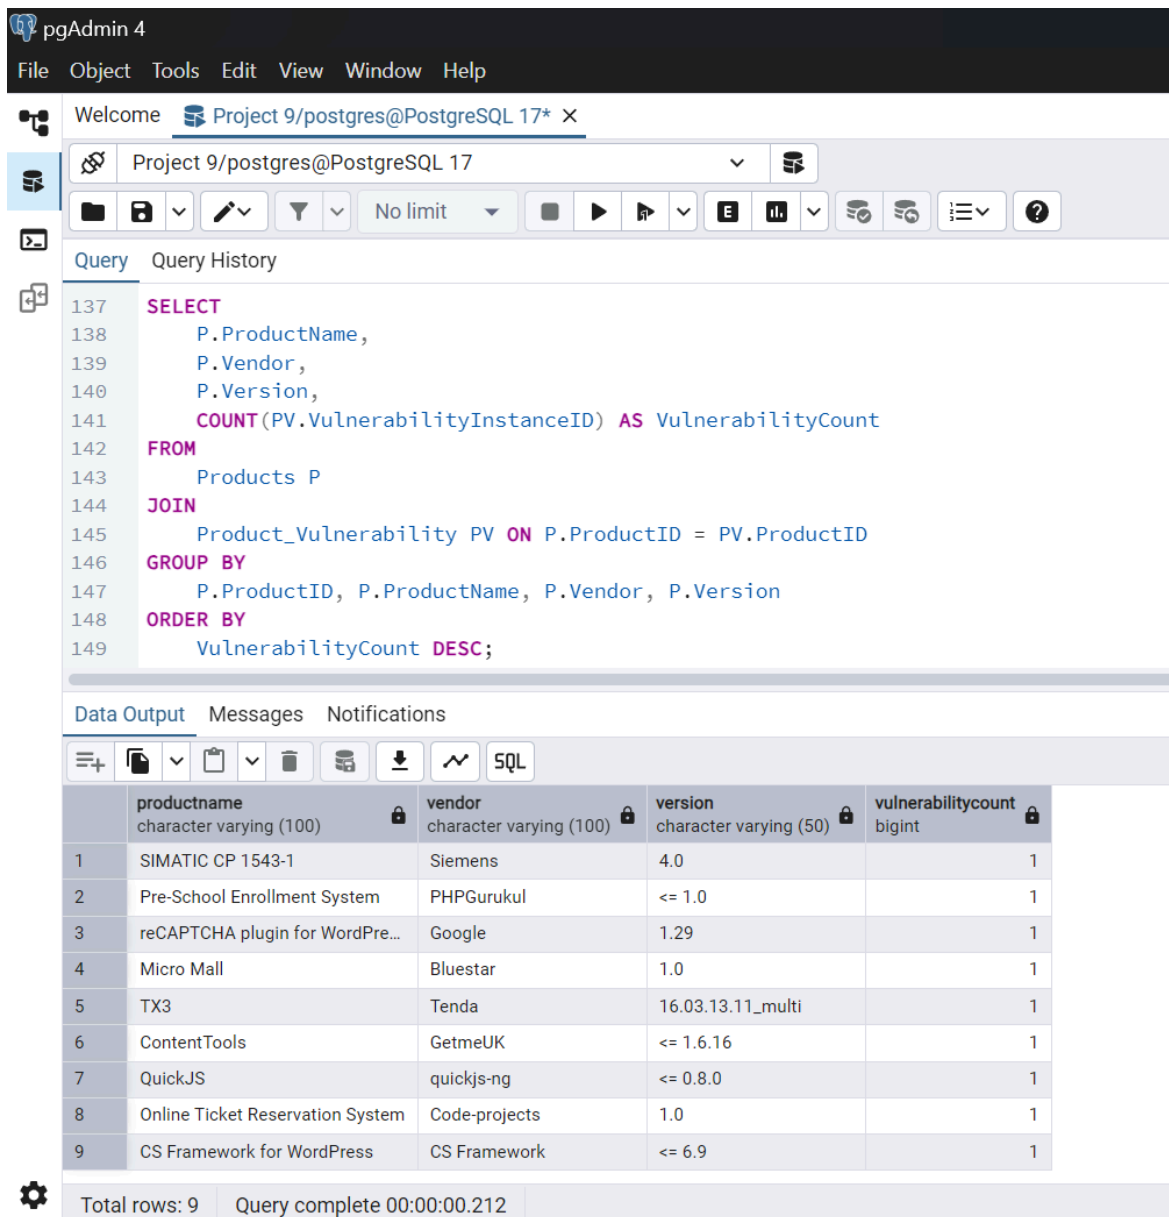 pgAdmin 4
File Object Tools Edit View Window Help
Welcome Project 9/postgres@PostgreSQL 17*
Project 9/postgres@PostgreSQL 17
No limit
Query Query History
137 SELECT
138 P.ProductName,
139 P.Vendor,
140 P.Version,
141 COUNT(PV.VulnerabilityInstanceID) AS VulnerabilityCount
142 FROM
143 Products P
144 JOIN
145 Product_Vulnerability PV ON P.ProductID = PV.ProductID
146 GROUP BY
147 P.ProductID, P.ProductName, P.Vendor, P.Version
148 ORDER BY
149 VulnerabilityCount DESC;
Data Output Messages Notifications
SQL
productname vendor version vulnerabilitycount
character varying (100) character varying (100) character varying (50) bigint
1 SIMATIC CP 1543-1 Siemens 4.0 1
2 Pre-School Enrollment System PHPGurukul <= 1.0 1
3 reCAPTCHA plugin for WordPre... Google 1.29 1
4 Micro Mall Bluestar 1.0 1
5 TX3 Tenda 16.03.13.11_multi 1
6 ContentTools GetmeUK <= 1.6.16 1
7 QuickJS quickjs-ng <= 0.8.0 1
8 Online Ticket Reservation System Code-projects 1.0 1
9 CS Framework for WordPress CS Framework <= 6.9 1
Total rows: 9 Query complete 00:00:00.212